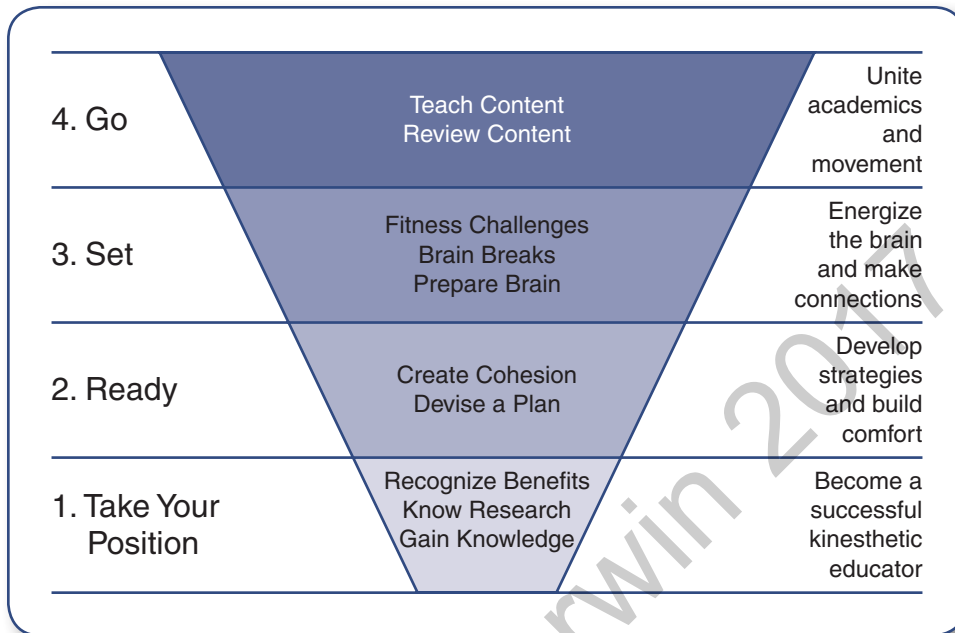 4. Go
Teach Content
Review Content
Unite
academics
and
movement
3. Set
Fitness Challenges
Brain Breaks
Prepare Brain
Energize
the brain
and make
connections
2. Ready
Create Cohesion
Devise a Plan
Develop
strategies
and build
comfort
1. Take Your
Position
Recognize Benefits
Know Research
Gain Knowledge
Become a
successful
kinesthetic
educator
rwin 2017